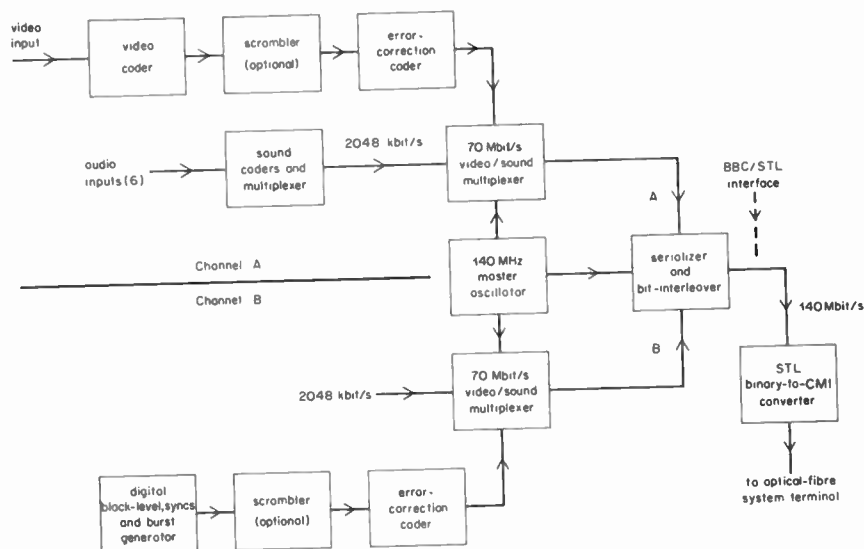 video
input
video
coder
scrambler
(optional)
error-
correction
coder
audio
inputs (6)
sound
coders and
multiplexer
2048 kbit/s
70 Mbit/s
video/sound
multiplexer
A
BBC/STL
interface
Channel A
Channel B
140 MHz
master
oscillator
serializer
and
bit-interleaver
140 Mbit/s
B
2048 kbit/s
70 Mbit/s
video/sound
multiplexer
STL
binary-to-CMI
converter
to optical-fibre
system terminal
digital
black-level, syncs
and burst
generator
scrambler
(optional)
error-
correction
coder